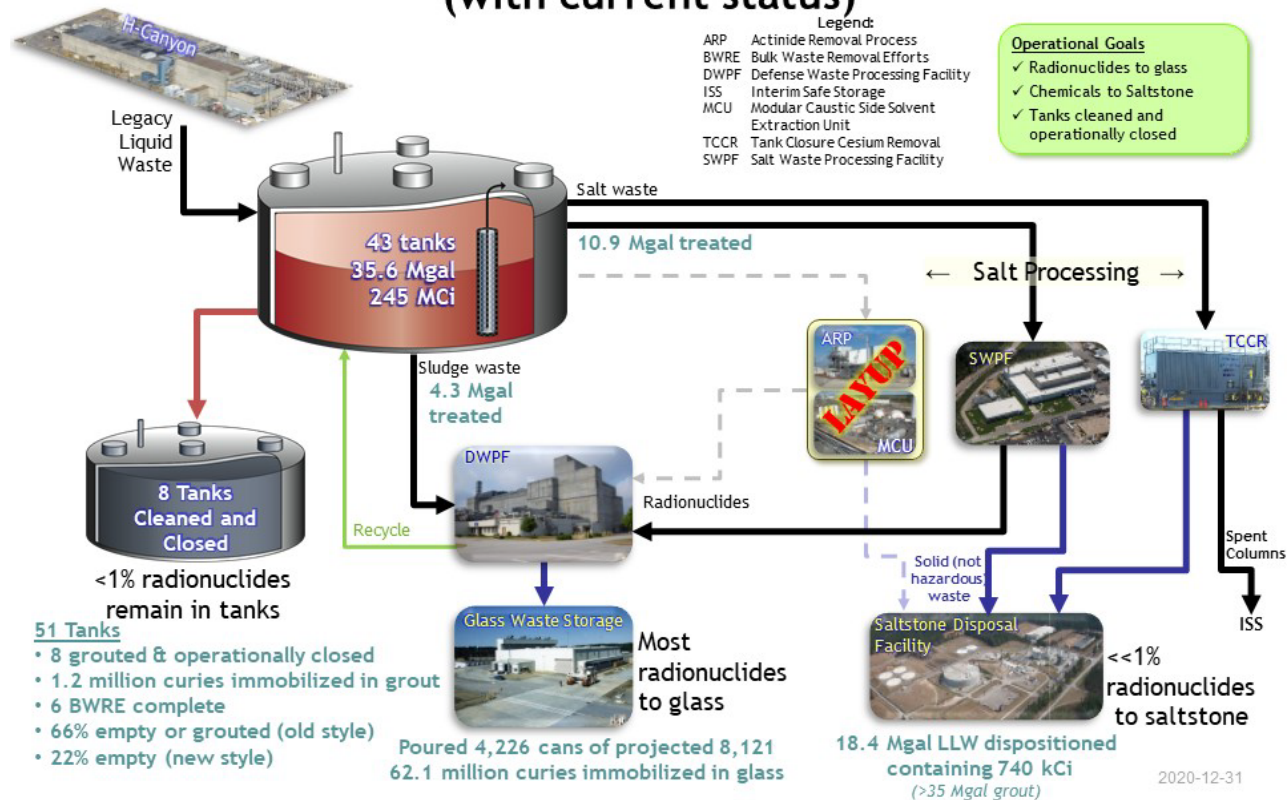 (with current status)
H-Canyon
Legacy
Liquid
Waste
Legend:
ARP Actinide Removal Process
BWRE Bulk Waste Removal Efforts
DWPF Defense Waste Processing Facility
ISS Interim Safe Storage
MCU Modular Caustic Side Solvent
Extraction Unit
TCCR Tank Closure Cesium Removal
SWPF Salt Waste Processing Facility
Operational Goals
✓ Radionuclides to glass
✓ Chemicals to Saltstone
✓ Tanks cleaned and
operationally closed
Salt waste
10.9 Mgal treated
43 tanks
35.6 Mgal
245 MCi
← Salt Processing →
ARP
LAYUP
MCU
SWPF
TCCR
Sludge waste
4.3 Mgal
treated
DWPF
Radionuclides
Recycle
8 Tanks
Cleaned and
Closed
<1% radionuclides
remain in tanks
Solid (not
hazardous)
waste
Spent
Columns
ISS
51 Tanks
• 8 grouted & operationally closed
• 1.2 million curies immobilized in grout
• 6 BWRE complete
• 66% empty or grouted (old style)
• 22% empty (new style)
Glass Waste Storage
Most
radionuclides
to glass
Poured 4,226 cans of projected 8,121
62.1 million curies immobilized in glass
Saltstone Disposal
Facility
<<1%
radionuclides
to saltstone
18.4 Mgal LLW dispositioned
containing 740 kCi
(>35 Mgal grout)
2020-12-31